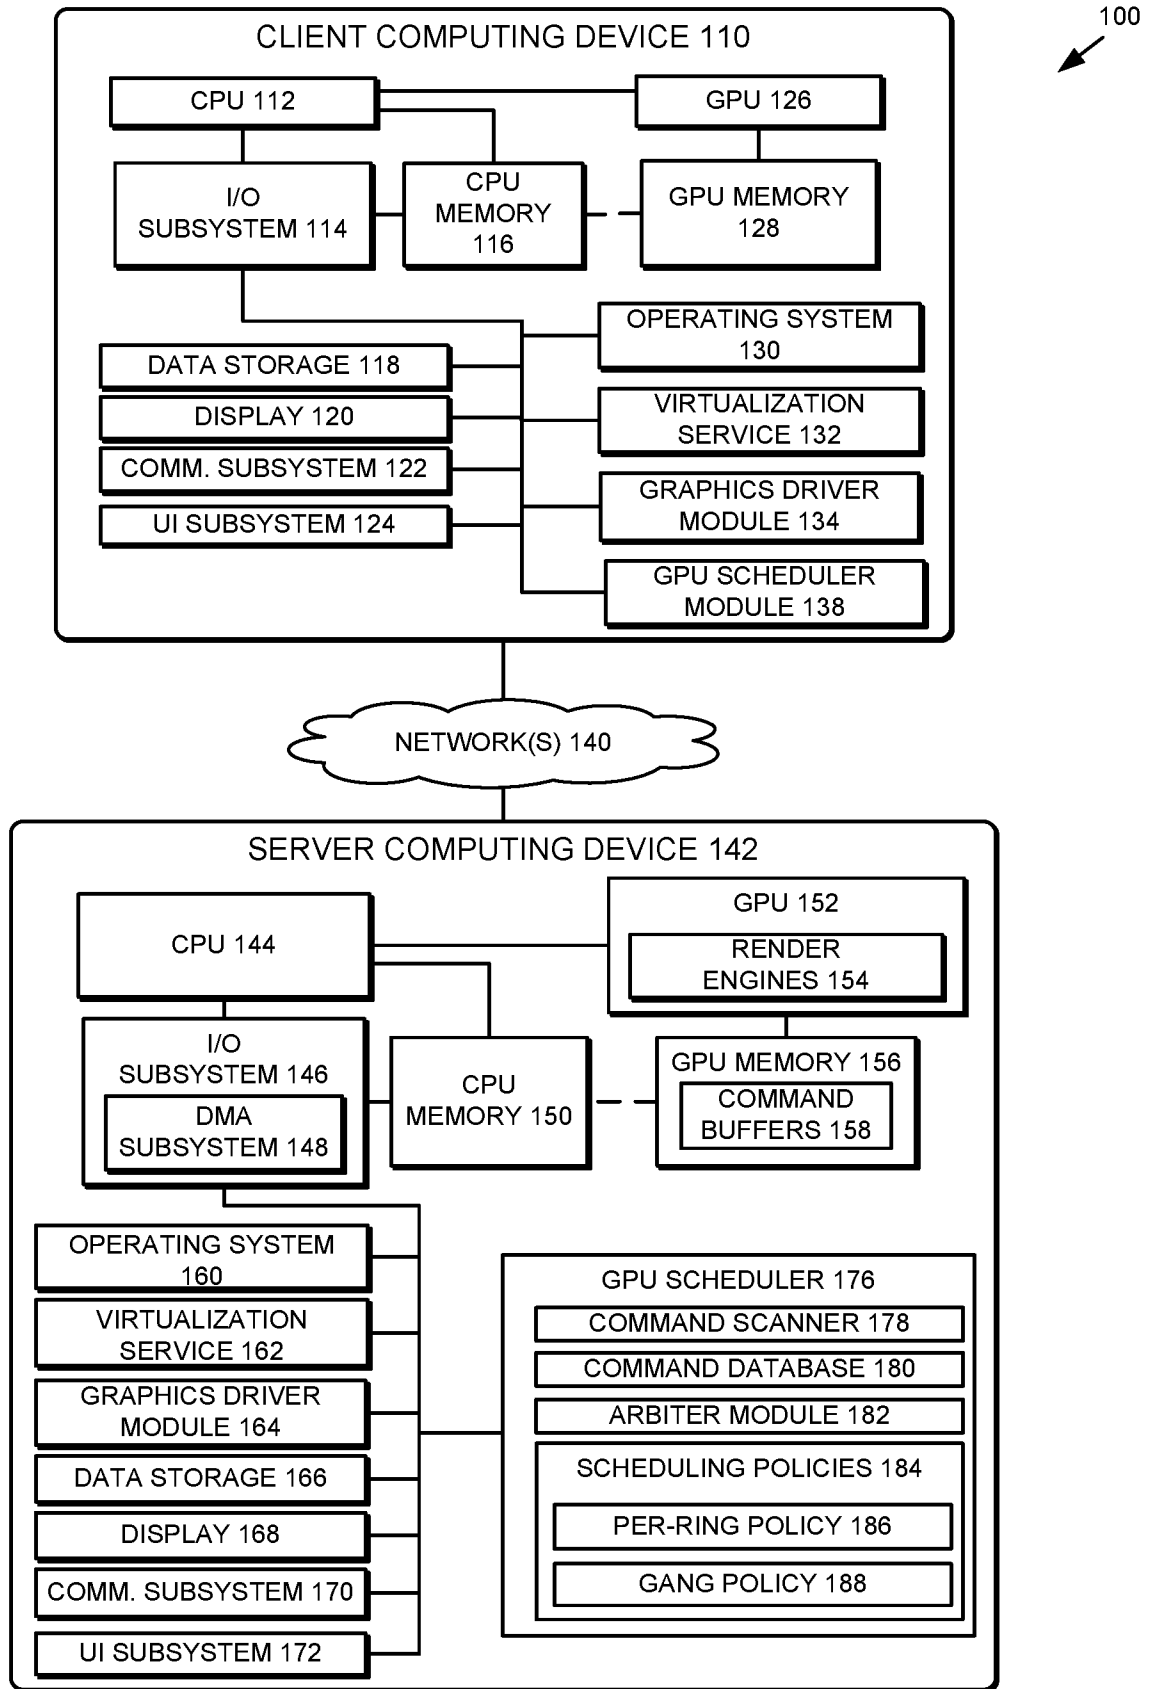 100
CLIENT COMPUTING DEVICE 110
CPU 112
GPU 126
I/O
SUBSYSTEM 114
CPU
MEMORY
116
GPU MEMORY
128
OPERATING SYSTEM
130
DATA STORAGE 118
DISPLAY 120
VIRTUALIZATION
SERVICE 132
COMM. SUBSYSTEM 122
GRAPHICS DRIVER
MODULE 134
UI SUBSYSTEM 124
GPU SCHEDULER
MODULE 138
NETWORK(S) 140
SERVER COMPUTING DEVICE 142
CPU 144
GPU 152
RENDER
ENGINES 154
I/O
SUBSYSTEM 146
DMA
SUBSYSTEM 148
CPU
MEMORY 150
GPU MEMORY 156
COMMAND
BUFFERS 158
OPERATING SYSTEM
160
VIRTUALIZATION
SERVICE 162
GRAPHICS DRIVER
MODULE 164
DATA STORAGE 166
DISPLAY 168
COMM. SUBSYSTEM 170
UI SUBSYSTEM 172
GPU SCHEDULER 176
COMMAND SCANNER 178
COMMAND DATABASE 180
ARBITER MODULE 182
SCHEDULING POLICIES 184
PER-RING POLICY 186
GANG POLICY 188